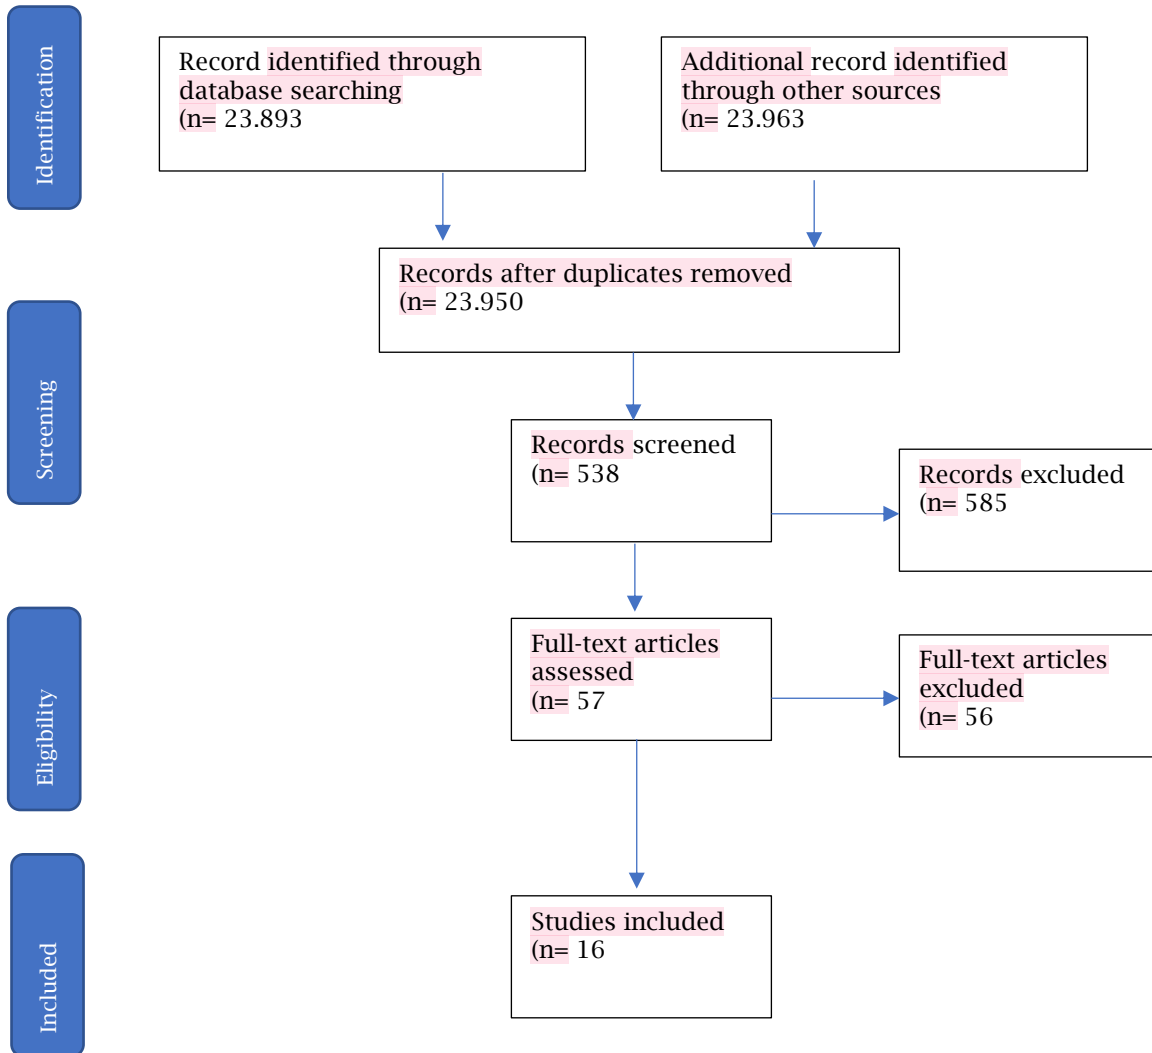 Identification
Record identified through
database searching
(n= 23.893
Additional record identified
through other sources
(n= 23.963
Records after duplicates removed
(n= 23.950
Screening
Records screened
(n= 538
Records excluded
(n= 585
Eligibility
Full-text articles
assessed
(n= 57
Full-text articles
excluded
(n= 56
Included
Studies included
(n= 16